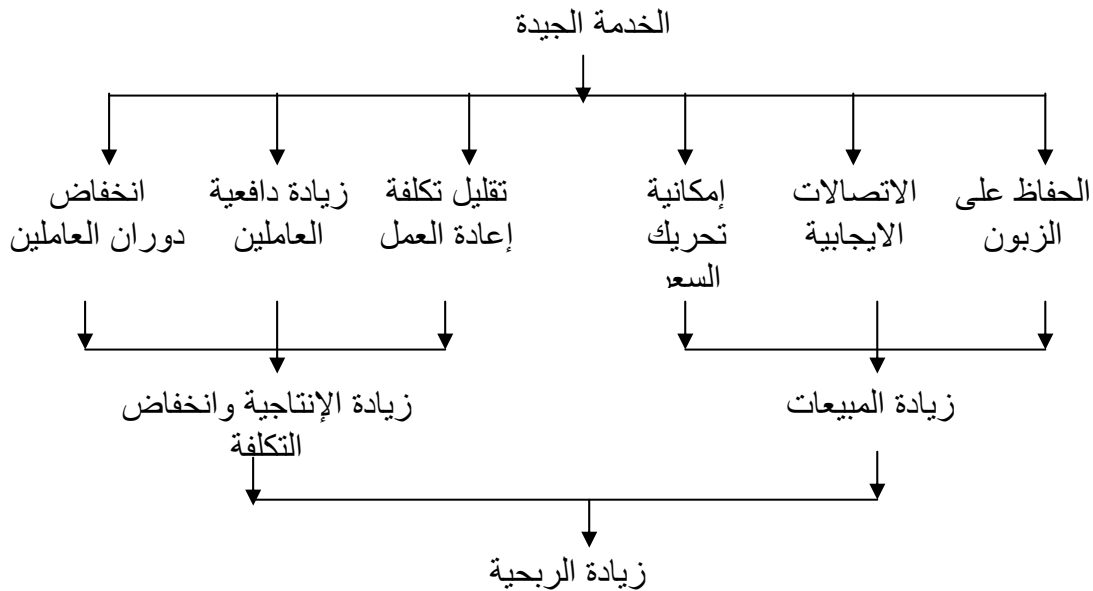 الخدمة الجيدة
الحفاظ على
الزبون
الاتصالات
الايجابية
إمكانية
تحريك
السعر
تقليل تكلفة
إعادة العمل
زيادة دافعية
العاملين
انخفاض
دوران العاملين
زيادة المبيعات
زيادة الإنتاجية وانخفاض
التكلفة
زيادة الربحية